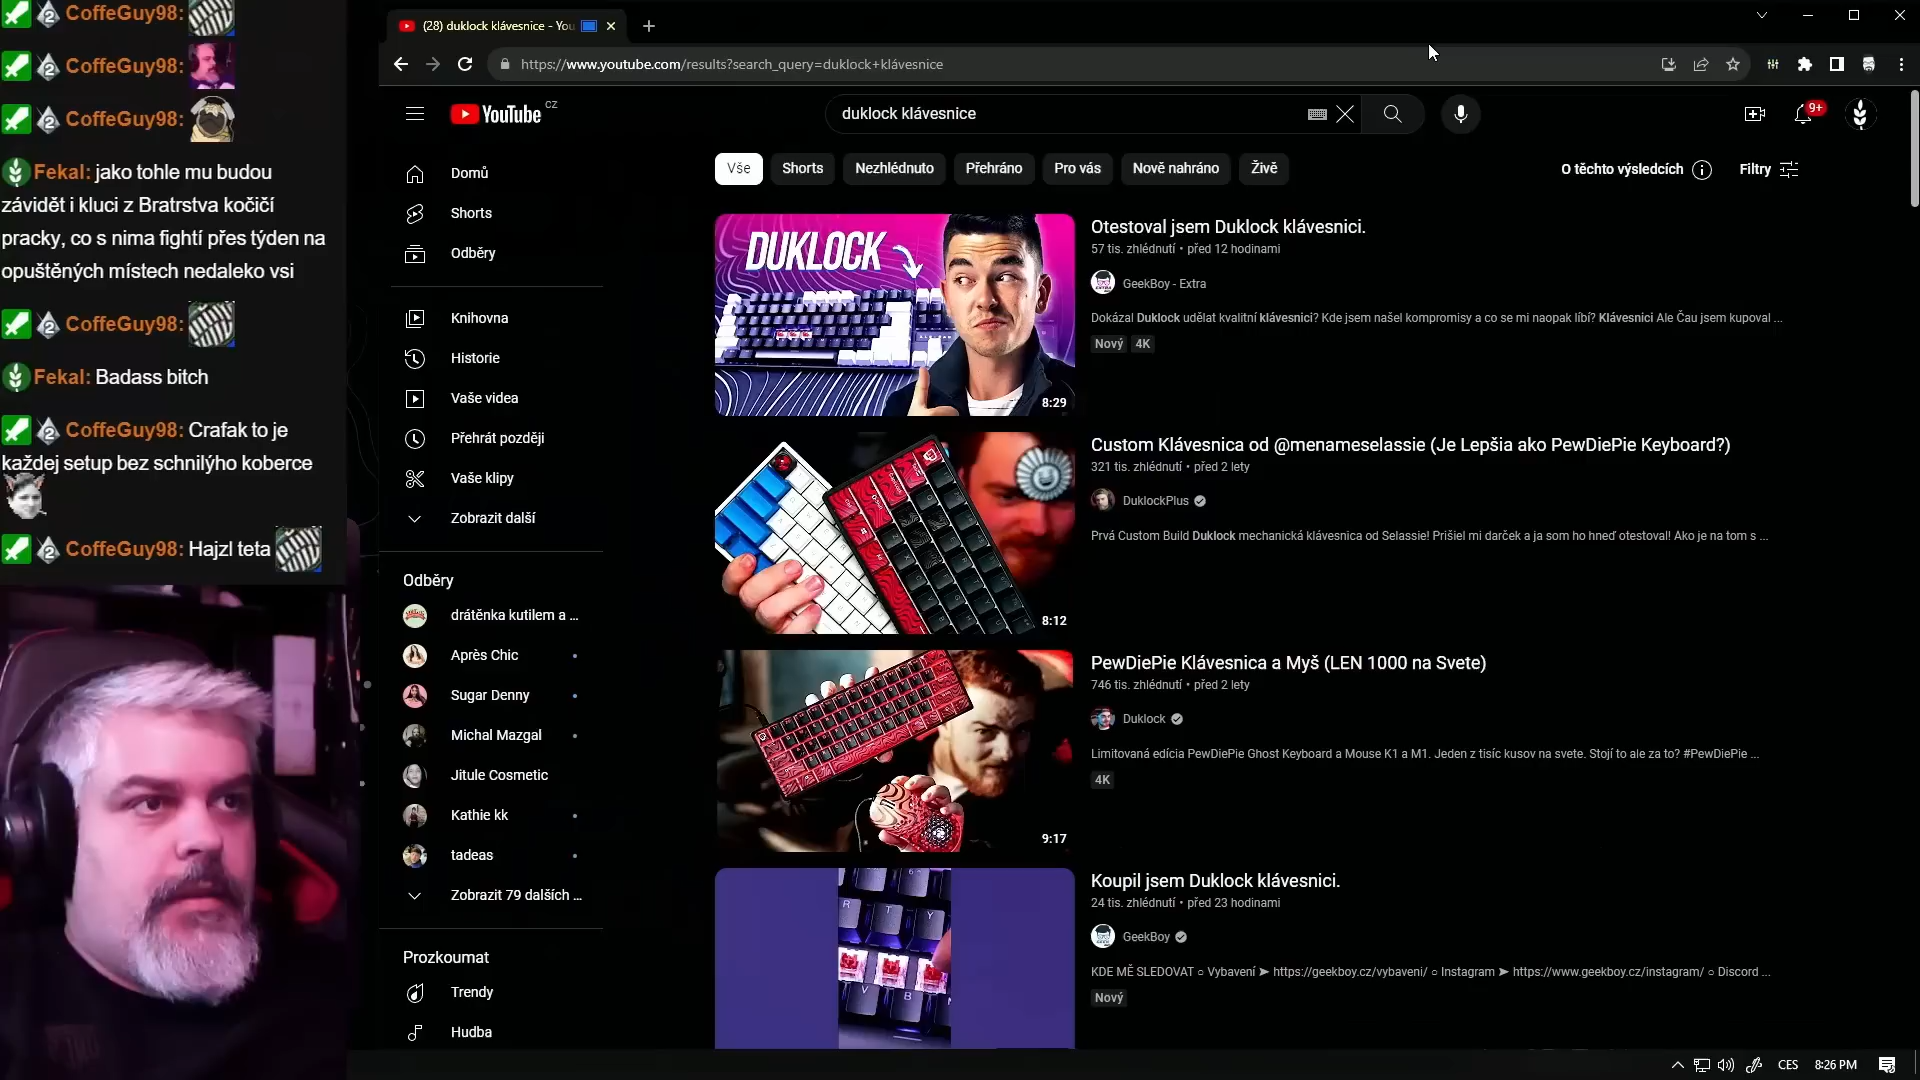 CoffeGuy98:
CoffeGuy98:
CoffeGuy98:
Fekal: jako tohle mu budou
závidět i kluci z Bratrstva kočičí
pracky, co s nima fightí přes týden na
opuštěných místech nedaleko vsi
CoffeGuy98:
Fekal: Badass bitch
CoffeGuy98: Crafak to je
každej setup bez schnilýho koberce
CoffeGuy98: Hajzl teta
(28) duklock klávesnice - You
https://www.youtube.com/results?search_query=duklock+klávesnice
YouTube CZ
duklock klávesnice
9+
Domů
Shorts
Odběry
Knihovna
Historie
Vaše videa
Přehrát později
Vaše klipy
Zobrazit další
Odběry
drátěnka kutilem a ...
Après Chic
Sugar Denny
Michal Mazgal
Jitule Cosmetic
Kathie kk
tadeas
Zobrazit 79 dalších ...
Prozkoumat
Trendy
Hudba
Vše
Shorts
Nezhlédnuto
Přehráno
Pro vás
Nově nahráno
Živě
O těchto výsledcích
Filtry
DUKLOCK
8:29
Otestoval jsem Duklock klávesnici.
57 tis. zhlédnutí • před 12 hodinami
GeekBoy - Extra
Dokázal Duklock udělat kvalitní klávesnici? Kde jsem našel kompromisy a co se mi naopak líbí? Klávesnici Ale Čau jsem kupoval ...
Nový
4K
8:12
Custom Klávesnica od @menameselassie (Je Lepšia ako PewDiePie Keyboard?)
321 tis. zhlédnutí • před 2 lety
DuklockPlus
Prvá Custom Build Duklock mechanická klávesnica od Selassie! Prišiel mi darček a ja som ho hneď otestoval! Ako je na tom s ...
9:17
PewDiePie Klávesnica a Myš (LEN 1000 na Svete)
746 tis. zhlédnutí • před 2 lety
Duklock
Limitovaná edícia PewDiePie Ghost Keyboard a Mouse K1 a M1. Jeden z tisíc kusov na svete. Stojí to ale za to? #PewDiePie ...
4K
R T Y
V B
Koupil jsem Duklock klávesnici.
24 tis. zhlédnutí • před 23 hodinami
GeekBoy
KDE MĚ SLEDOVAT ○ Vybavení ➤ https://geekboy.cz/vybaveni/ ○ Instagram ➤ https://www.geekboy.cz/instagram/ ○ Discord ...
Nový
CES
8:26 PM